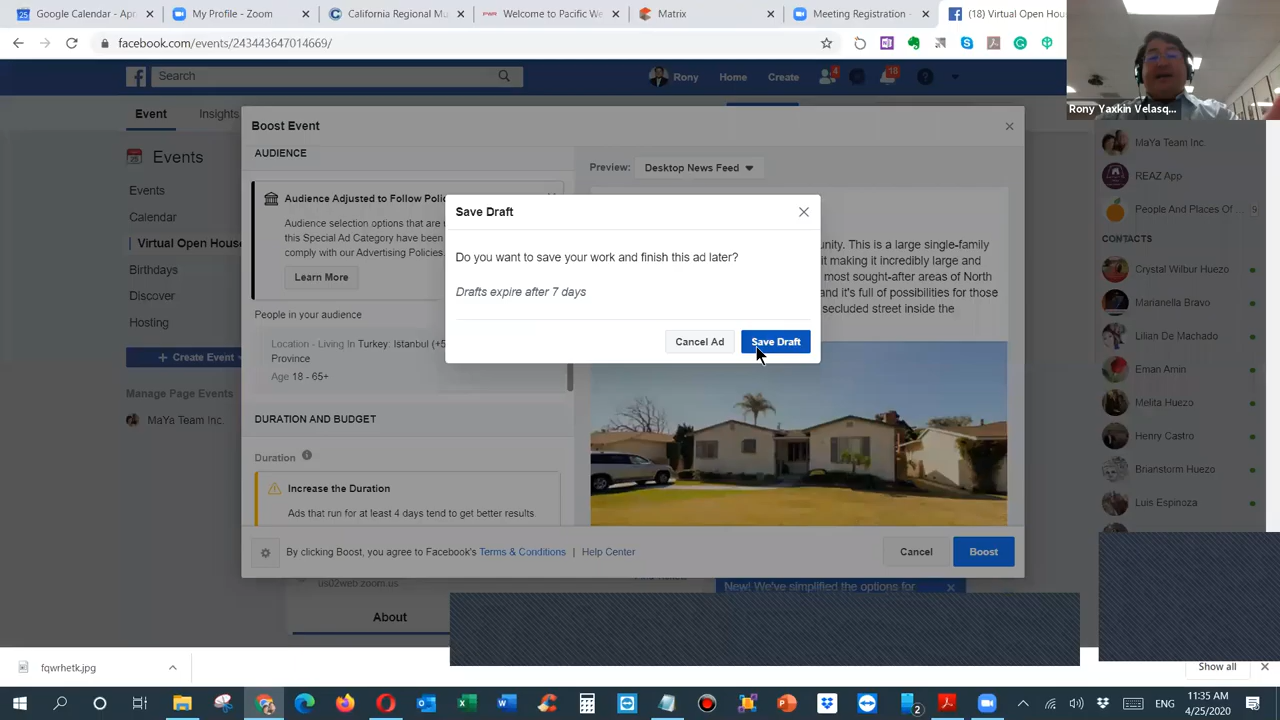 Google Calendar - Apr
My Profile - Zoom
California Regional Mu
Welcome to Pacific We
Matrix
Meeting Registration -
(18) Virtual Open Hou
facebook.com/events/243443647014669/
Search
Rony
Home
Create
4
18
Rony Yaxkin Velasq...
Event
Insights
Boost Event
Events
AUDIENCE
Preview:
Desktop News Feed
MaYa Team Inc.
REAZ App
People And Places Of ...
9
CONTACTS
Events
Calendar
Virtual Open House
Birthdays
Discover
Hosting
+ Create Event
Manage Page Events
MaYa Team Inc.
Audience Adjusted to Follow Polic
Audience selection options that are
this Special Ad Category have been
comply with our Advertising Policies.
Learn More
People in your audience
Location - Living In Turkey: Istanbul (+5
Province
Age 18 - 65+
DURATION AND BUDGET
Duration
Increase the Duration
Ads that run for at least 4 days tend to get better results.
Save Draft
Do you want to save your work and finish this ad later?
Drafts expire after 7 days
Cancel Ad
Save Draft
unity. This is a large single-family
it making it incredibly large and
most sought-after areas of North
and it's full of possibilities for those
secluded street inside the
Crystal Wilbur Huezo
Marianella Bravo
Lilian De Machado
Eman Amin
Melita Huezo
Henry Castro
Brianstorm Huezo
Luis Espinoza
By clicking Boost, you agree to Facebook's Terms & Conditions | Help Center
Cancel
Boost
us02web.zoom.us
New! We've simplified the options for
About
fqwrhetk.jpg
Show all
2
ENG
11:35 AM
4/25/2020